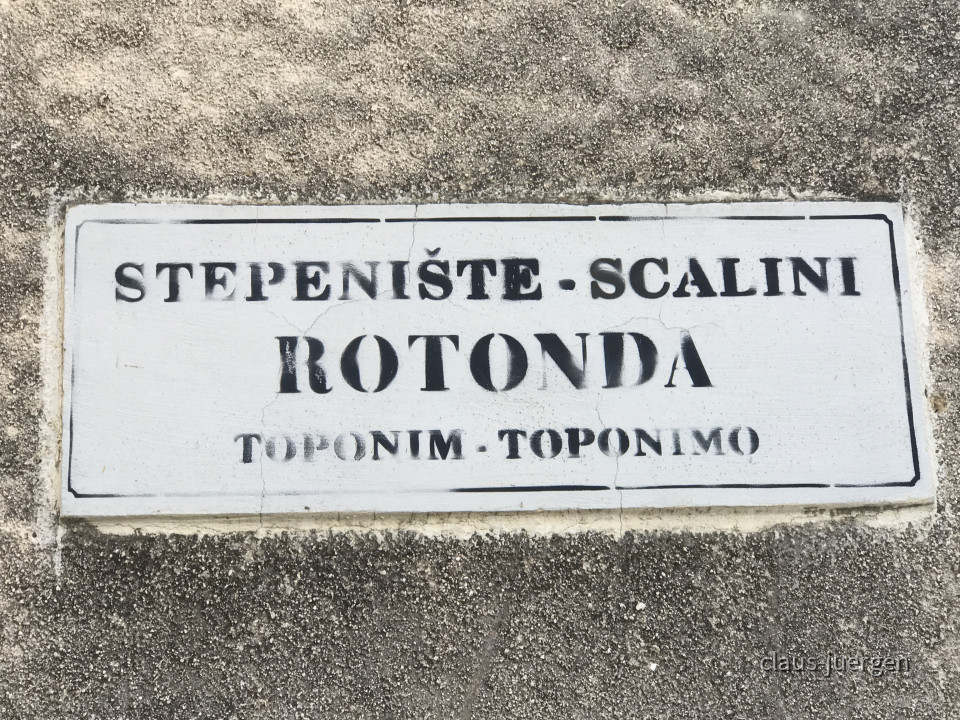 STEPENIŠTE - SCALINI
ROTONDA
TOPONIM - TOPONIMO
claus-juergen